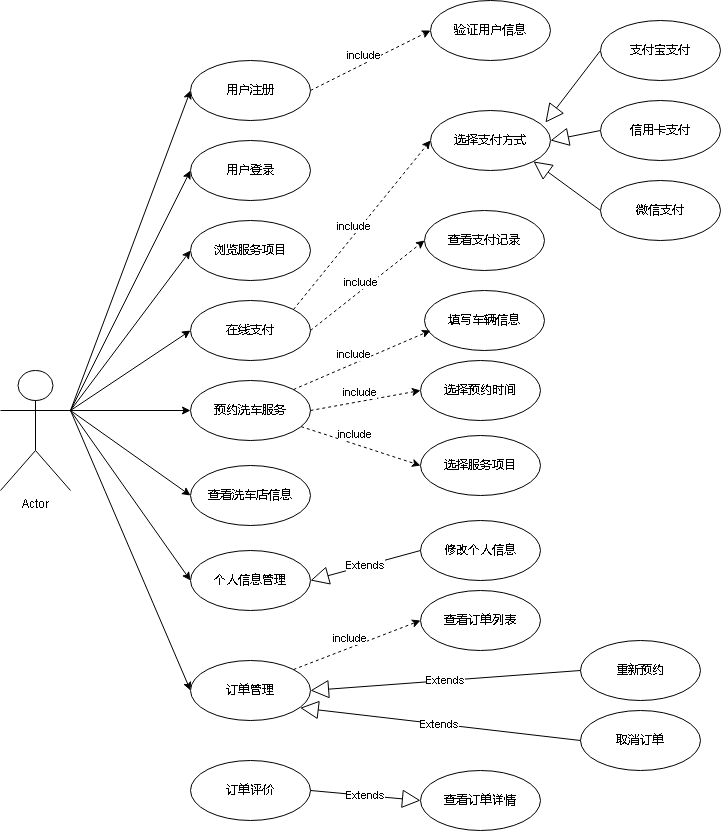 验证用户信息
支付宝支付
include
用户注册
选择支付方式
信用卡支付
用户登录
微信支付
include
浏览服务项目
查看支付记录
include
在线支付
填写车辆信息
include
预约洗车服务
include
选择预约时间
include
选择服务项目
查看洗车店信息
Actor
修改个人信息
Extends
个人信息管理
查看订单列表
include
重新预约
Extends
订单管理
Extends
取消订单
订单评价
Extends
查看订单详情